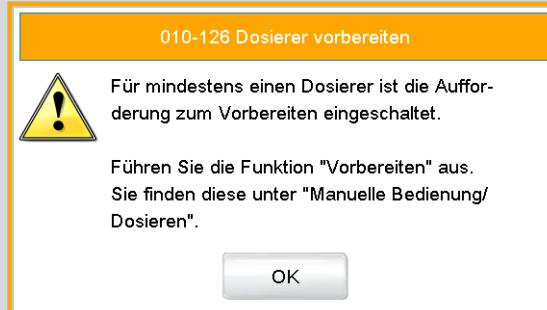 010-126 Dosierer vorbereiten
Für mindestens einen Dosierer ist die Auffor-
derung zum Vorbereiten eingeschaltet.
Führen Sie die Funktion "Vorbereiten" aus.
Sie finden diese unter "Manuelle Bedienung/
Dosieren".
OK